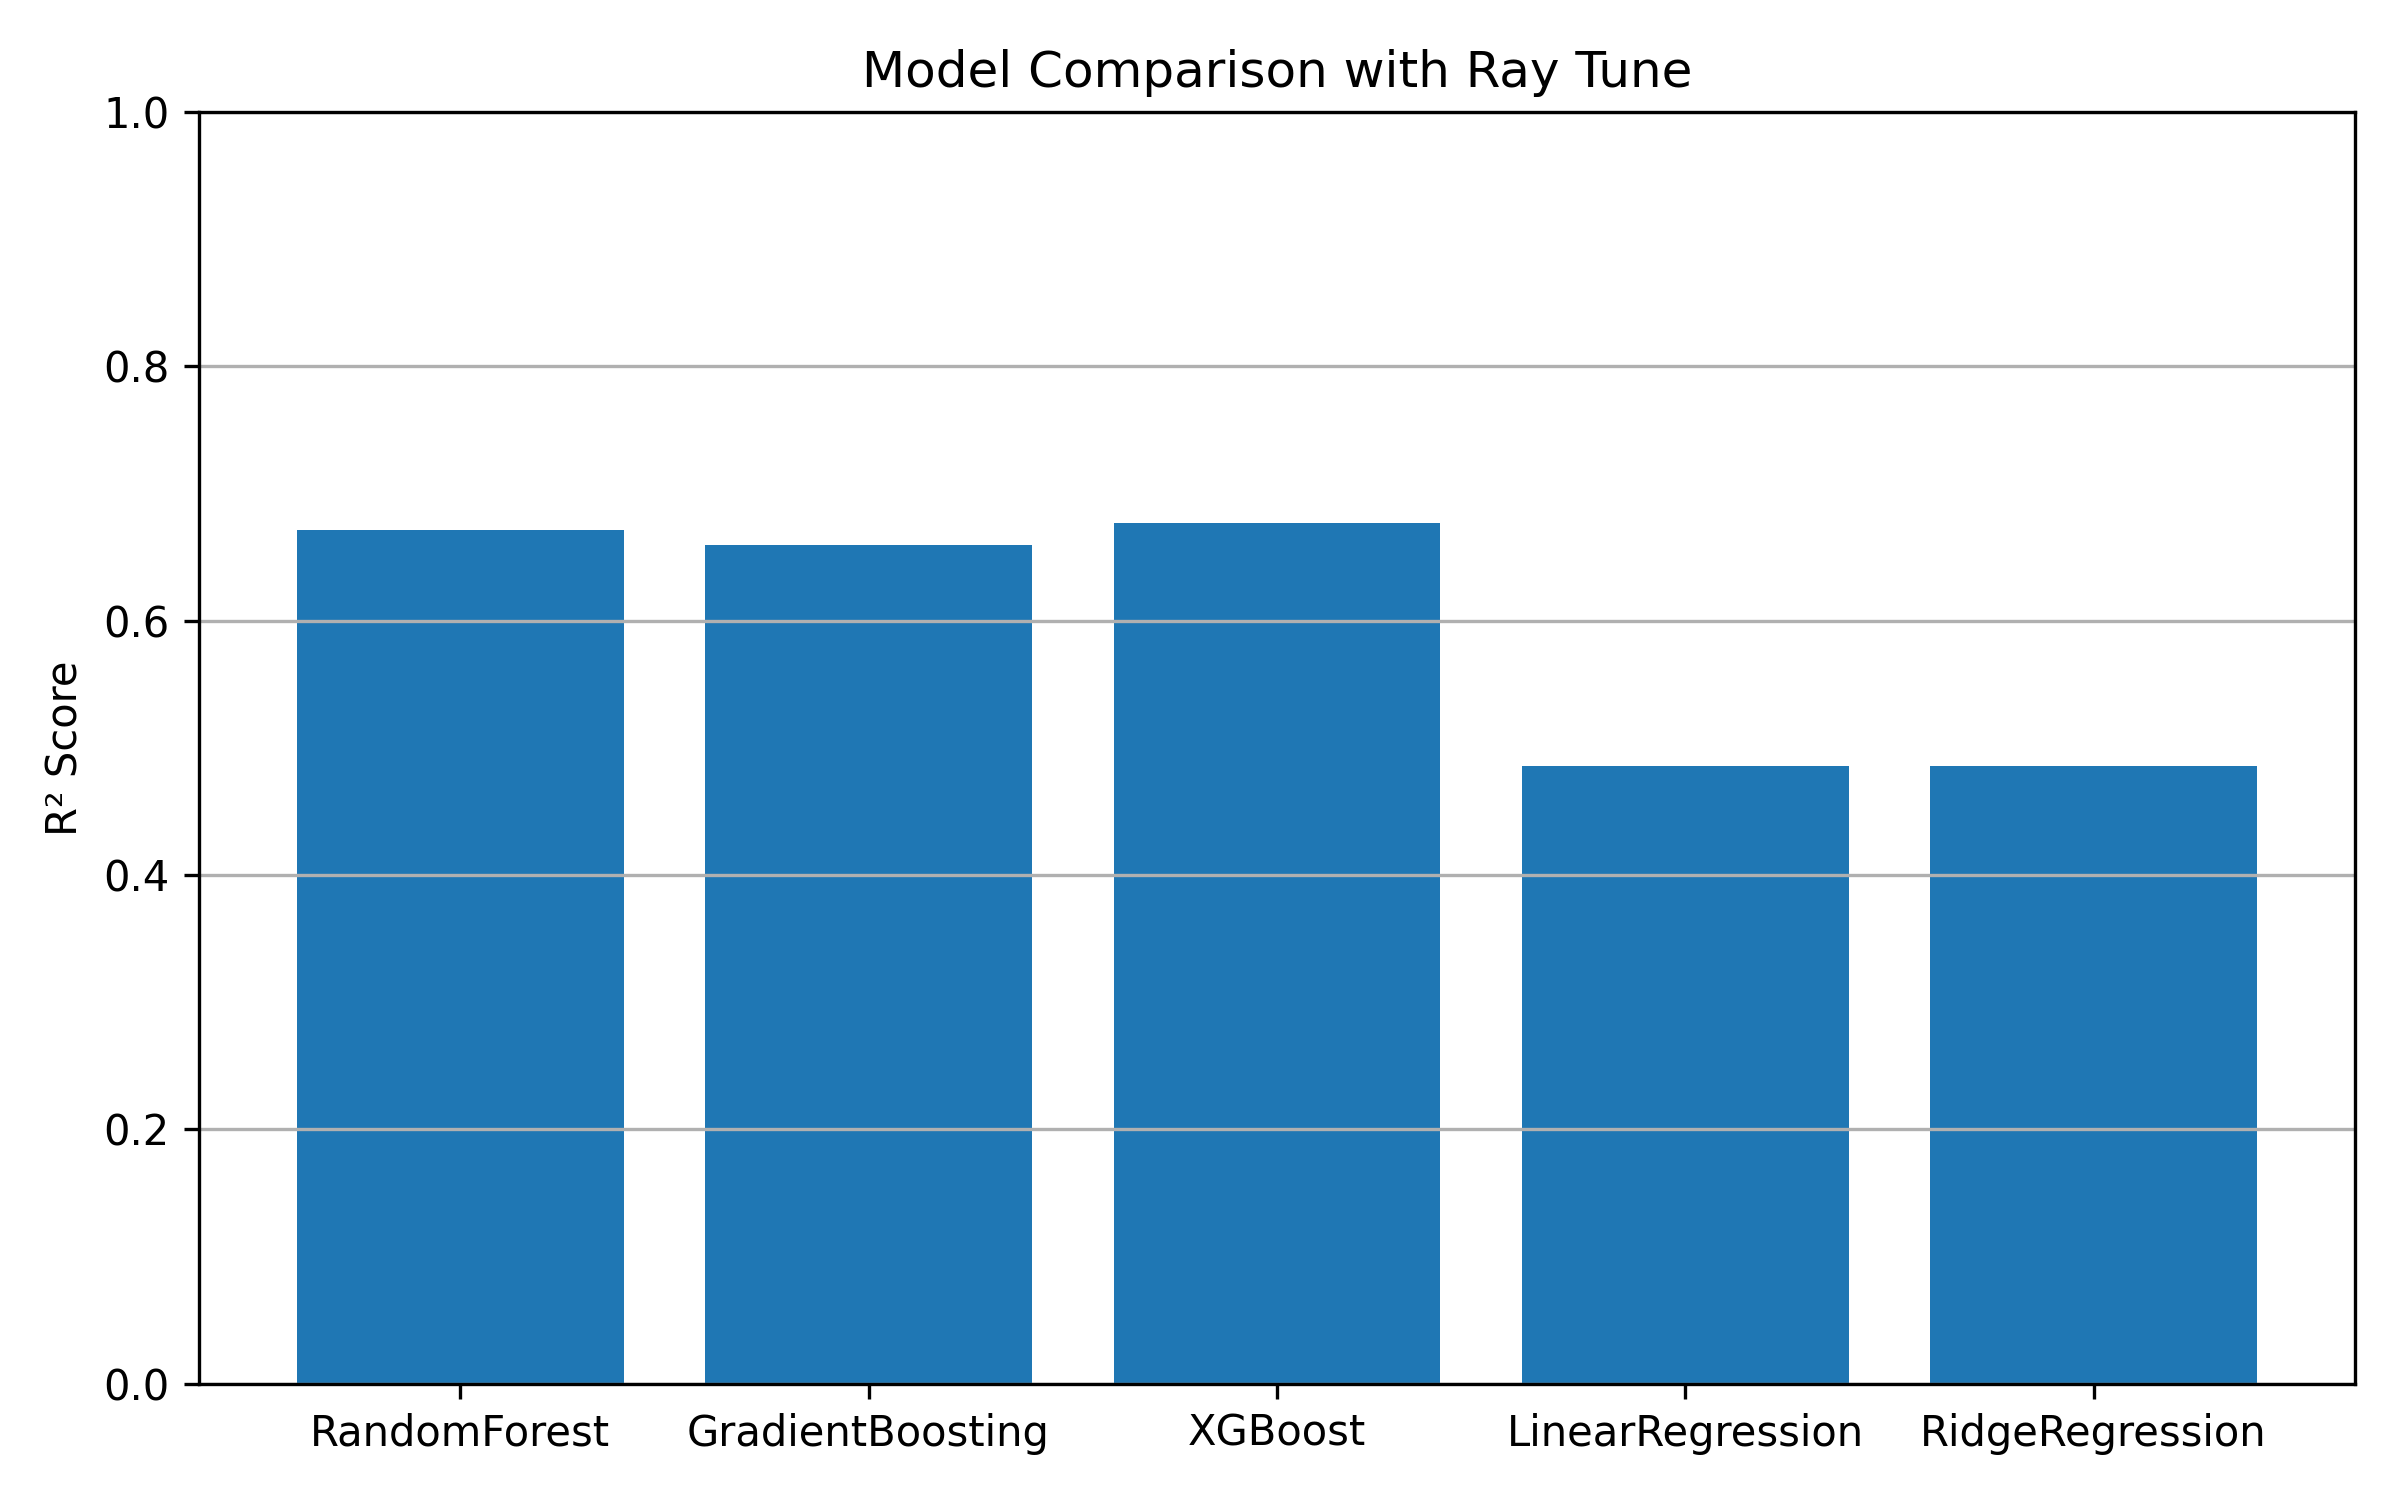 Model Comparison with Ray Tune
R² Score
1.0
0.8
0.6
0.4
0.2
0.0
RandomForest GradientBoosting XGBoost LinearRegression RidgeRegression